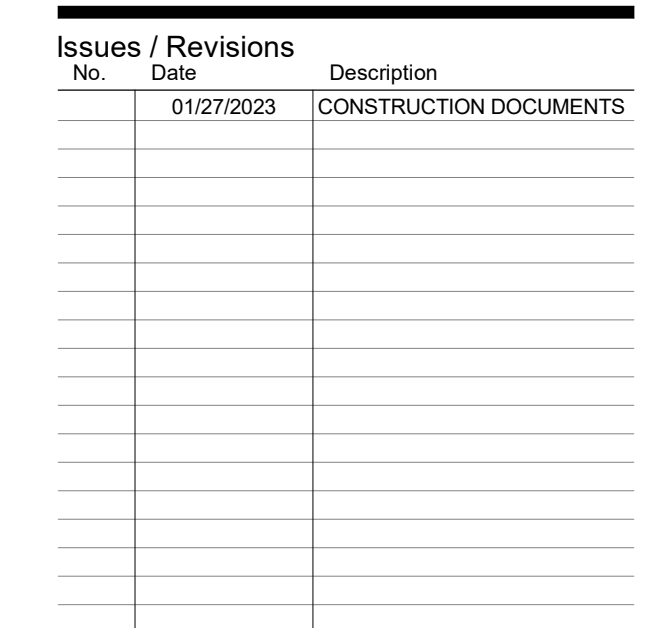 Issues / Revisions
No. Date Description
01/27/2023 CONSTRUCTION DOCUMENTS